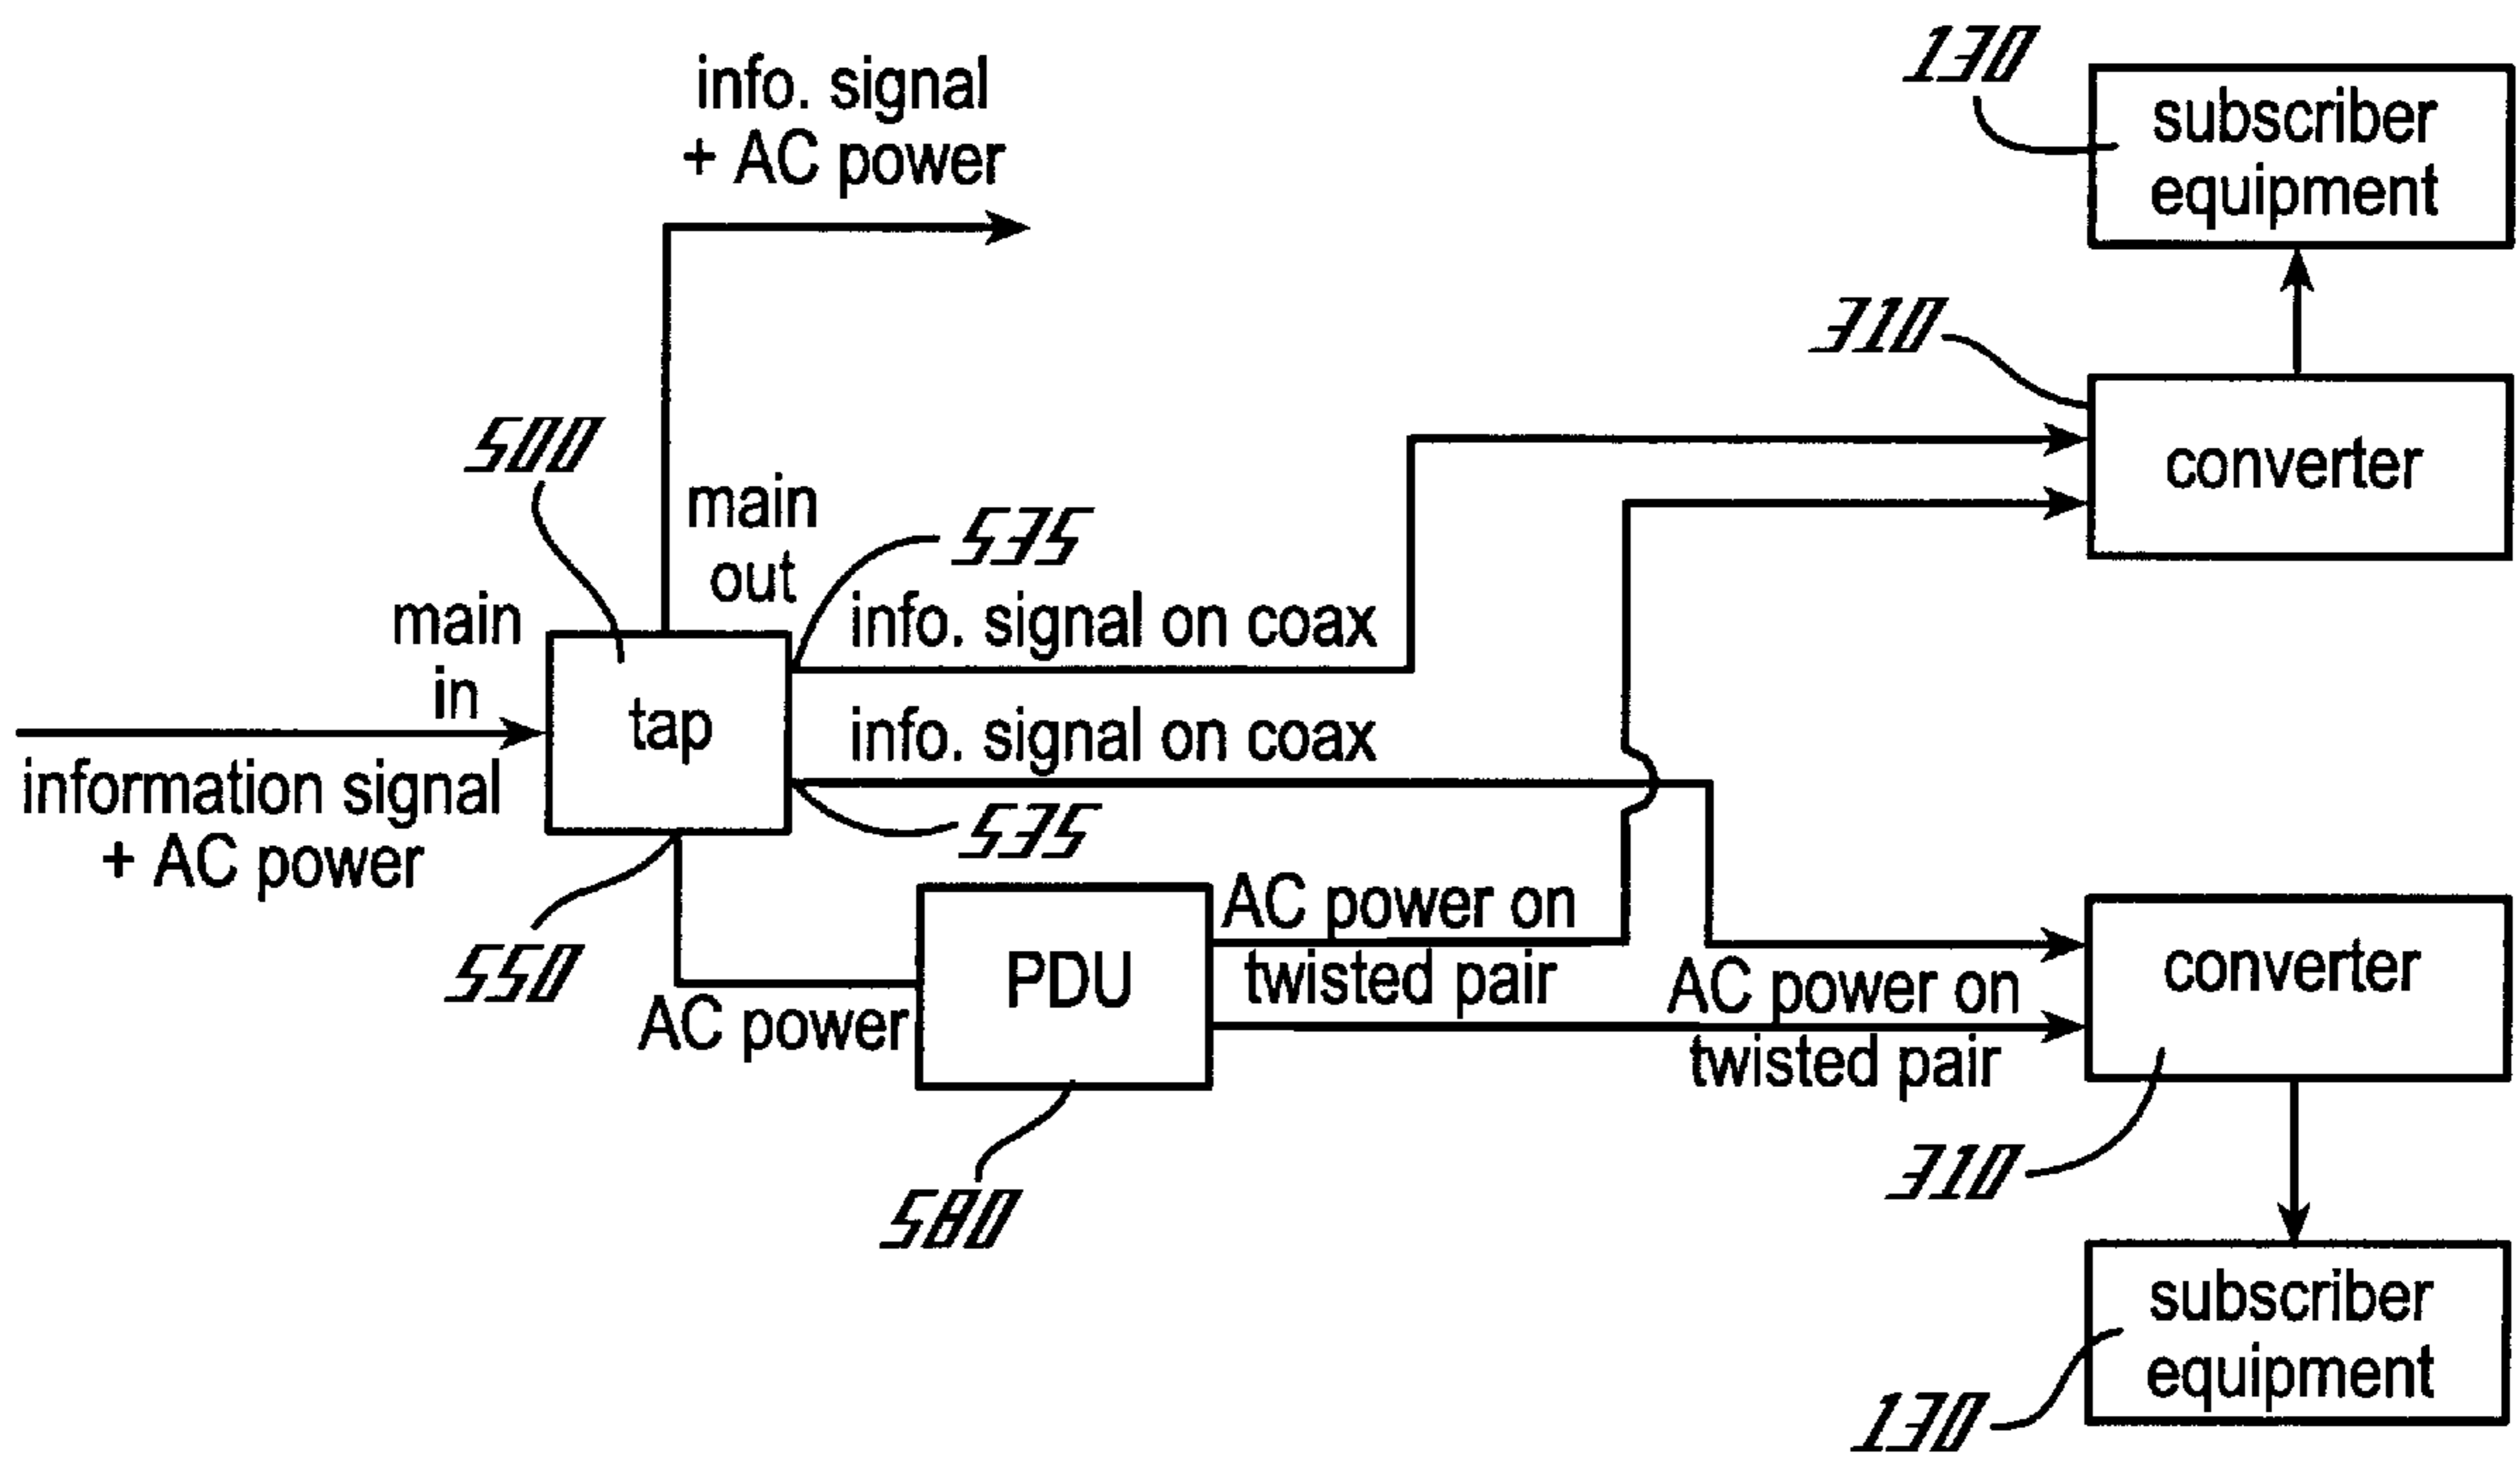 info. signal
+ AC power
130
subscriber
equipment
310
converter
500
main
out
535
info. signal on coax
main
in
tap
info. signal on coax
information signal
+ AC power
535
550
AC power
PDU
AC power on
twisted pair
AC power on
twisted pair
converter
580
310
subscriber
equipment
130